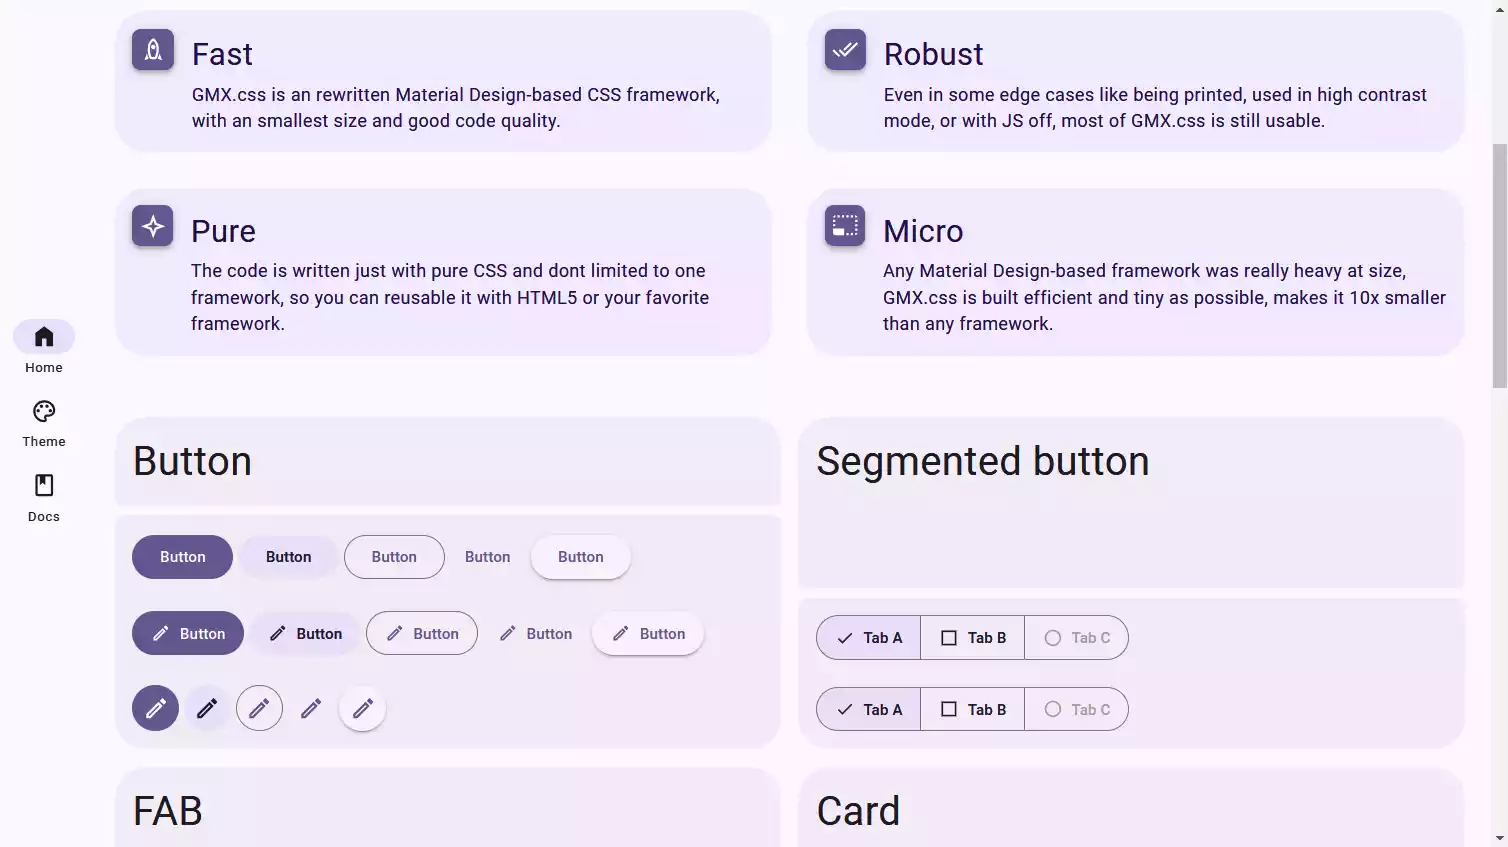 Fast
GMX.css is an rewritten Material Design-based CSS framework,
with an smallest size and good code quality.
Robust
Even in some edge cases like being printed, used in high contrast
mode, or with JS off, most of GMX.css is still usable.
Pure
The code is written just with pure CSS and dont limited to one
framework, so you can reusable it with HTML5 or your favorite
framework.
Micro
Any Material Design-based framework was really heavy at size,
GMX.css is built efficient and tiny as possible, makes it 10x smaller
than any framework.
Home
Theme
Docs
Button
Button Button Button Button Button
Button Button Button Button Button
Segmented button
Tab A Tab B Tab C
Tab A Tab B Tab C
FAB
Card